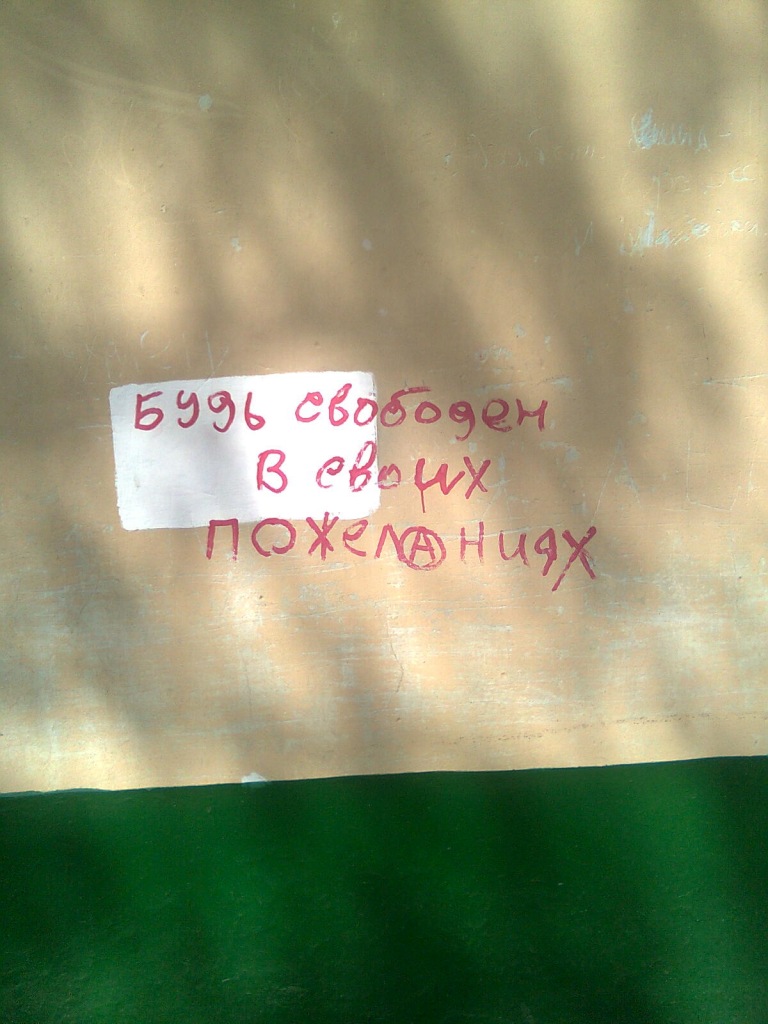 Будь свободен
в своих
пожеланиях